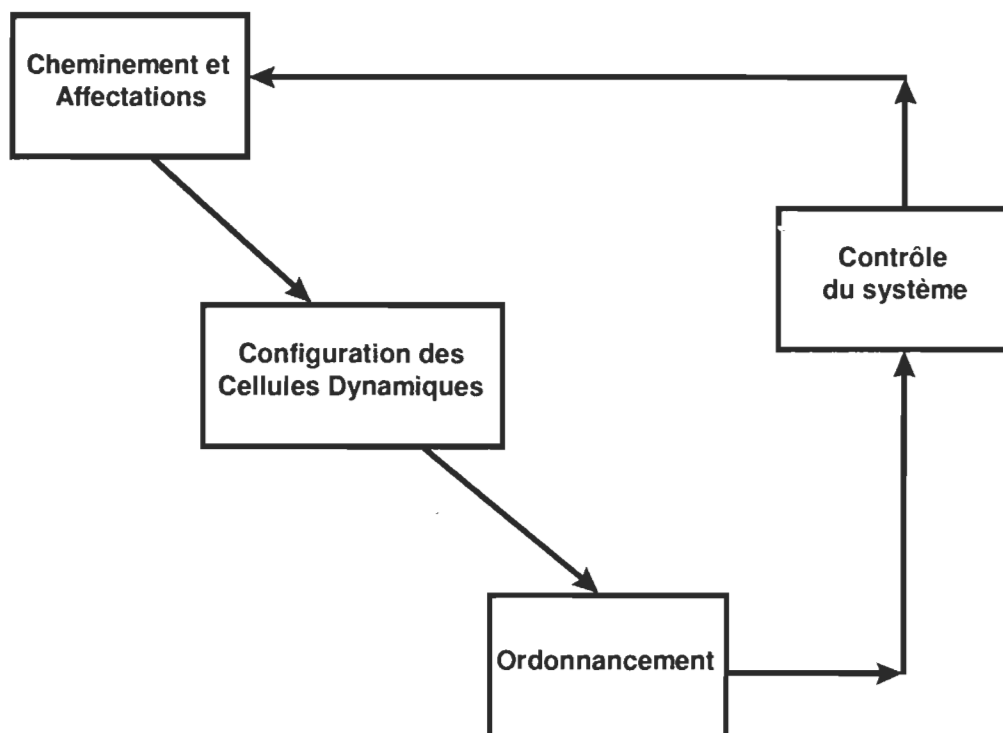 Cheminement et
Affectations
Contrôle
du système
Configuration des
Cellules Dynamiques
Ordonnancement